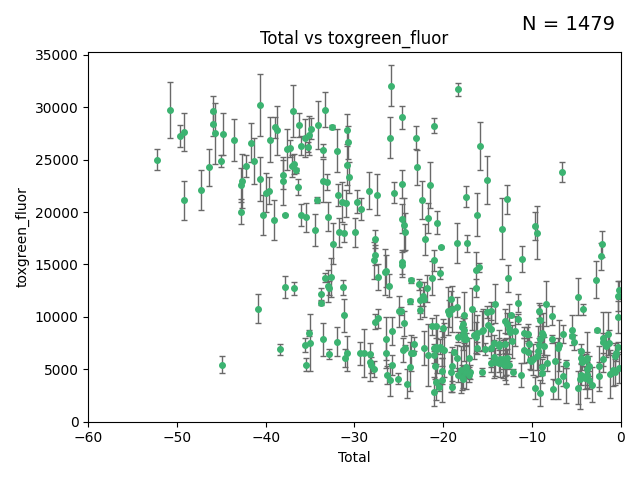 N = 1479
Total vs toxgreen_fluor
35000
30000
25000
20000
15000
10000
5000
0
toxgreen_fluor
−60 −50 −40 −30 −20 −10 0
Total